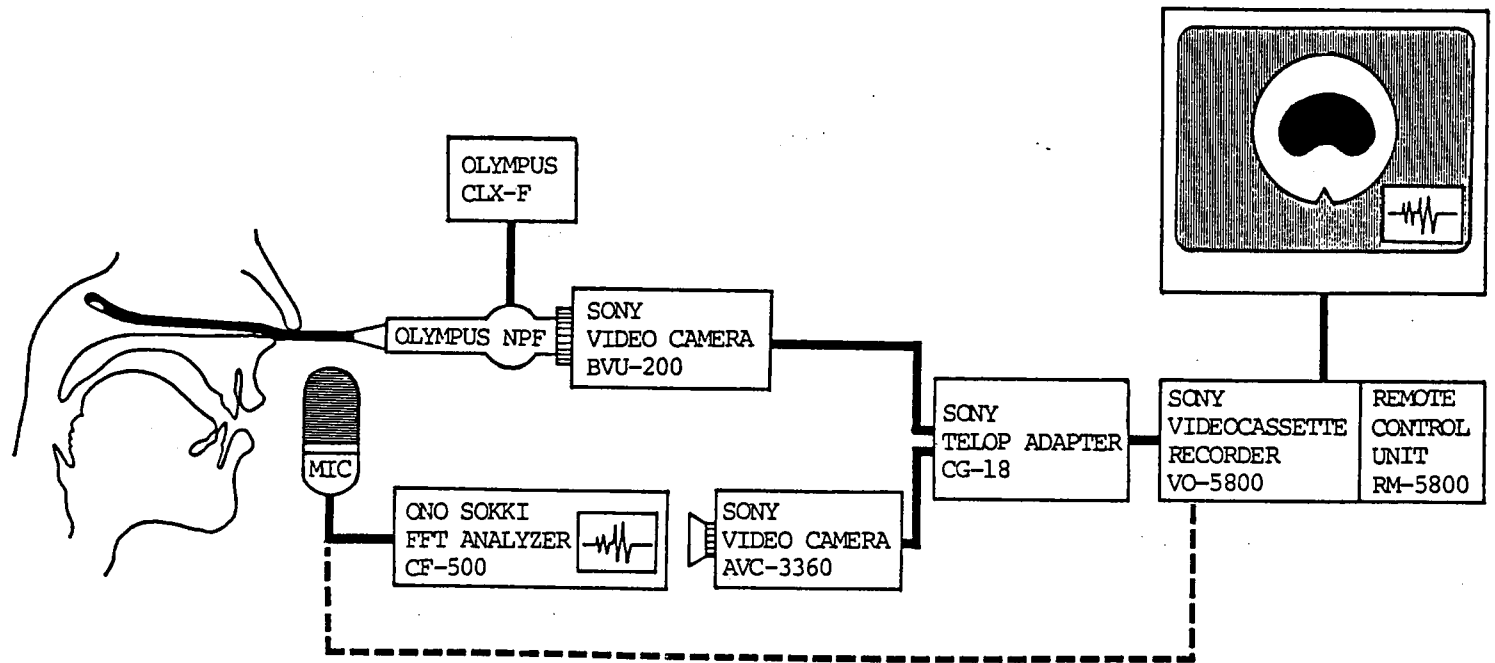 OLYMPUS
CLX-F
OLYMPUS NPF
SONY
VIDEO CAMERA
BVU-200
MIC
ONO SOKKI
FFT ANALYZER
CF-500
SONY
VIDEO CAMERA
AVC-3360
SONY
TELOP ADAPTER
CG-18
SONY
VIDEOCASSETTE
RECORDER
VO-5800
REMOTE
CONTROL
UNIT
RM-5800